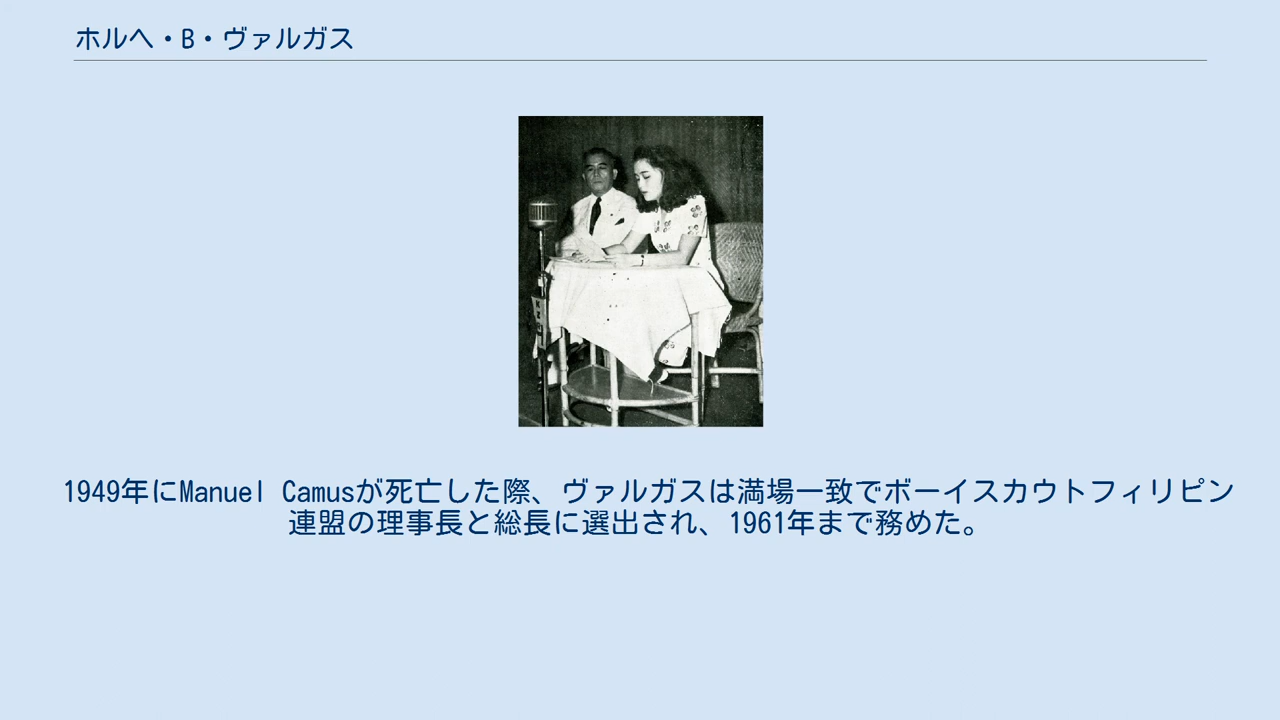 ホルヘ・B・ヴァルガス
1949年にManuel Camusが死亡した際、ヴァルガスは満場一致でボーイスカウトフィリピン
連盟の理事長と総長に選出され、1961年まで務めた。